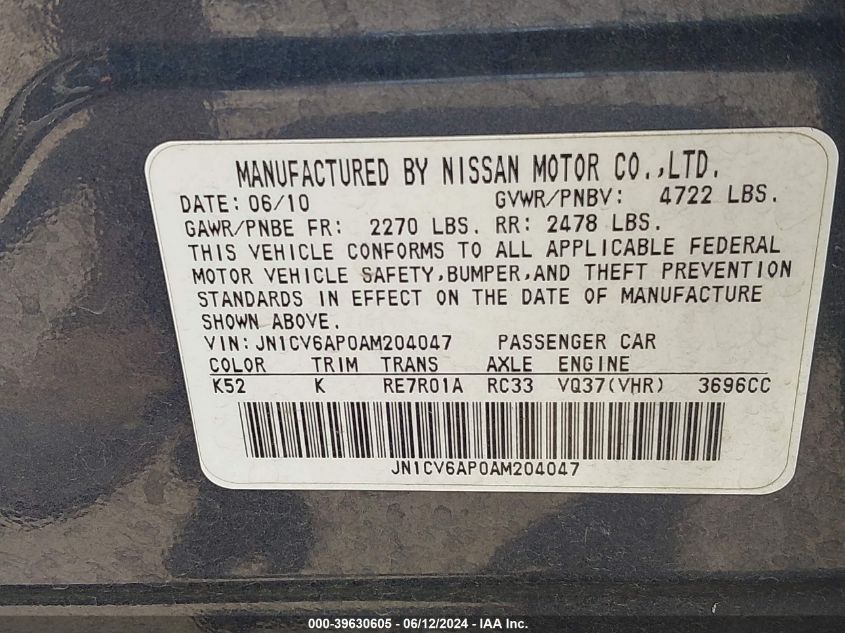 MANUFACTURED BY NISSAN MOTOR CO.,LTD.
DATE: 06/10 GVWR/PNBV: 4722 LBS.
GAWR/PNBE FR: 2270 LBS. RR: 2478 LBS.
THIS VEHICLE CONFORMS TO ALL APPLICABLE FEDERAL
MOTOR VEHICLE SAFETY,BUMPER,AND THEFT PREVENTION
STANDARDS IN EFFECT ON THE DATE OF MANUFACTURE
SHOWN ABOVE.
VIN: JN1CV6AP0AM204047 PASSENGER CAR
COLOR TRIM TRANS AXLE ENGINE
K52 K RE7R01A RC33 VQ37(VHR) 3696CC
JN1CV6AP0AM204047
000-39630605 - 06/12/2024 - IAAI Inc.